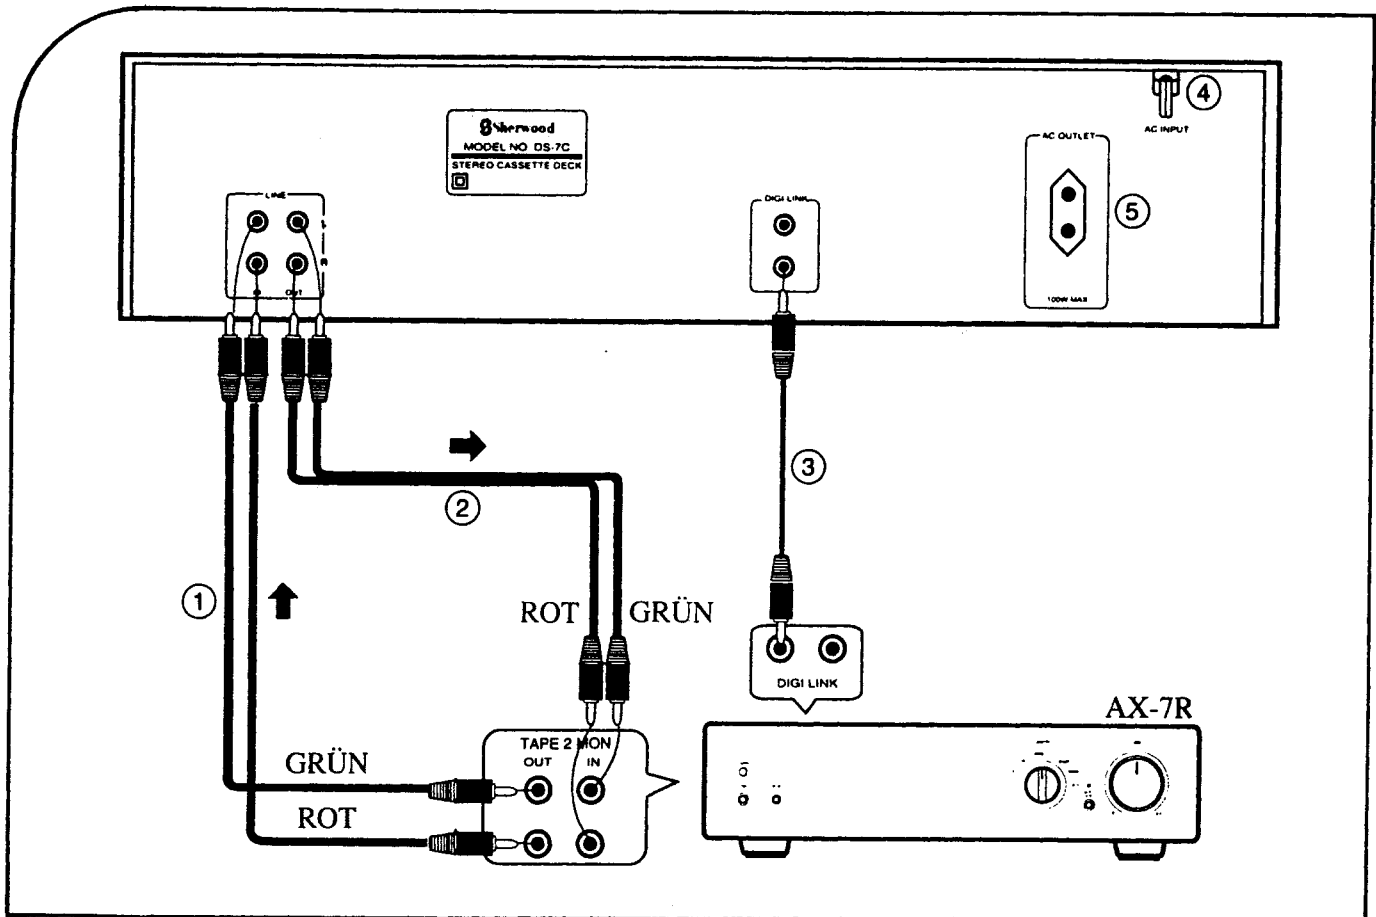 ④
AC INPUT
Sherwood
MODEL NO. DS-7C
STEREO CASSETTE DECK
AC OUTLET
⑤
100W MAX
LINE
L
R
IN OUT
DIGI LINK
③
②
①
ROT GRÜN
DIGI LINK
AX-7R
TAPE 2 MON
OUT IN
GRÜN
ROT